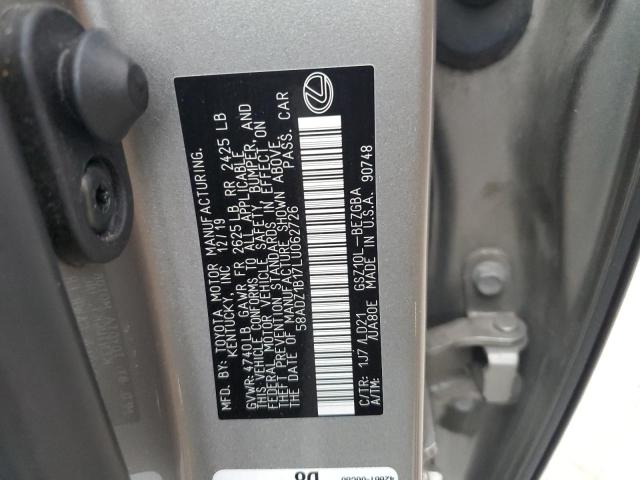 MFD. BY: TOYOTA MOTOR MANUFACTURING.
KENTUCKY, INC 12/19
GVWR: 4740LB GAWR FR 2625LB RR 2425 LB
THIS VEHICLE CONFORMS TO ALL APPLICABLE
FEDERAL MOTOR VEHICLE SAFETY, BUMPER, AND
THEFT PREVENTION STANDARDS IN EFFECT ON
THE DATE OF MANUFACTURE SHOWN ABOVE.
58ADZ1B17LU062726 PASS. CAR
C/TR: 1J7 /LD21 GSZ10L-BEZGBA
A/TM: /UA80E MADE IN U.S.A. 90748
D8